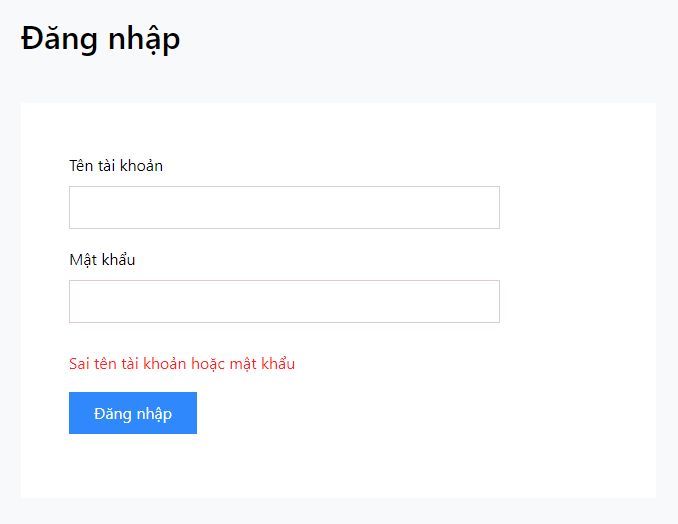 Đăng nhập
Tên tài khoản
Mật khẩu
Sai tên tài khoản hoặc mật khẩu
Đăng nhập